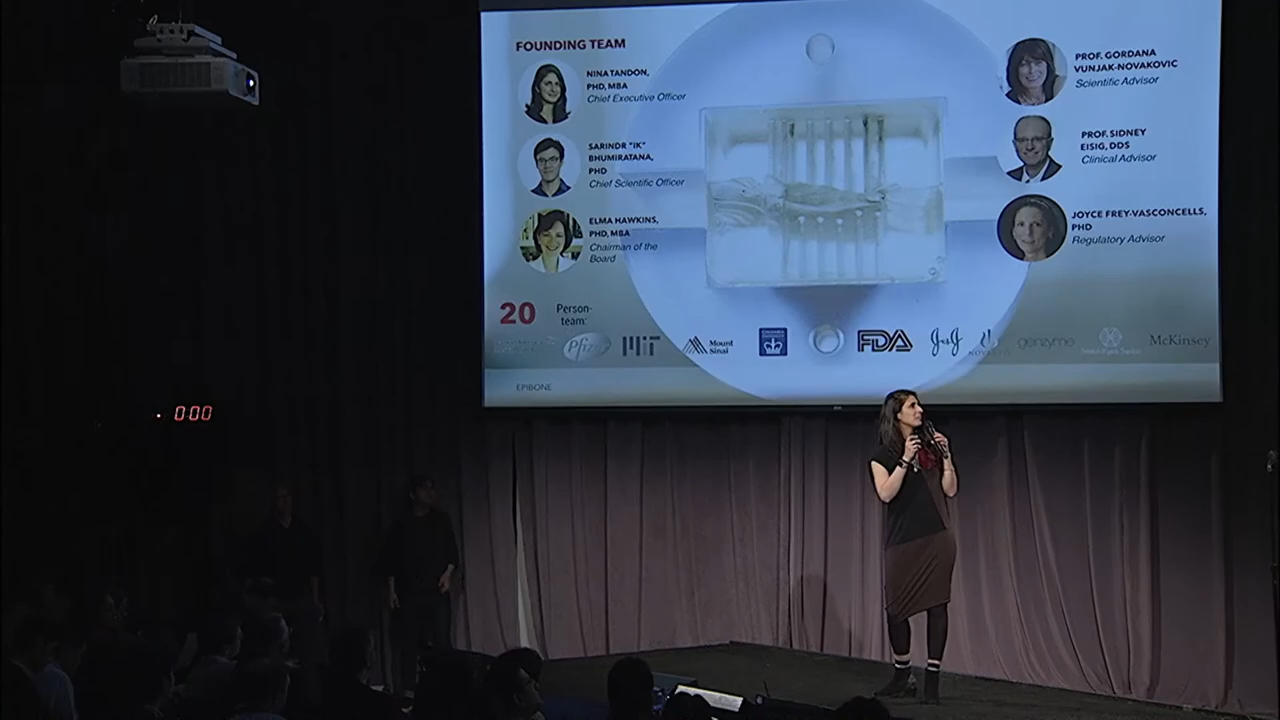 FOUNDING TEAM
NINA TANDON,
PHD, MBA
Chief Executive Officer
SARINDR "IK"
BHUMIRATANA,
PHD
Chief Scientific Officer
ELMA HAWKINS,
PHD, MBA
Chairman of the
Board
PROF. GORDANA
VUNJAK-NOVAKOVIC
Scientific Advisor
PROF. SIDNEY
EISIG, DDS
Clinical Advisor
JOYCE FREY-VASCONCELLS,
PHD
Regulatory Advisor
20 Person-
team:
Pfizer
MIT
Mount
Sinai
FDA
J&J
NOVARTIS
genzyme
McKinsey
EPIBONE
0:00